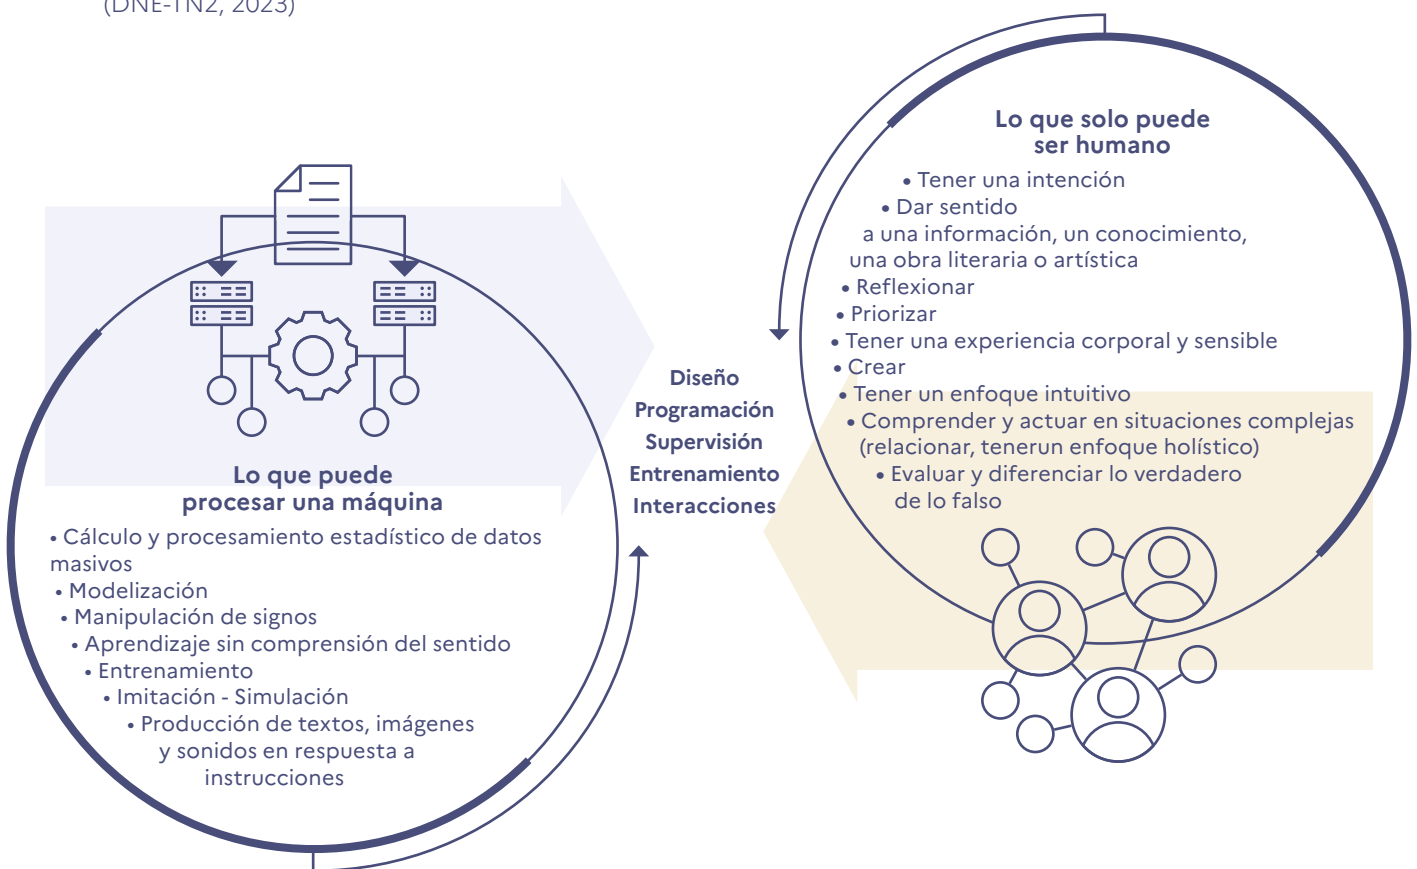 (DNE-TN2, 2023)
Lo que puede
procesar una máquina
• Cálculo y procesamiento estadístico de datos
masivos
• Modelización
• Manipulación de signos
• Aprendizaje sin comprensión del sentido
• Entrenamiento
• Imitación - Simulación
• Producción de textos, imágenes
y sonidos en respuesta a
instrucciones
Diseño
Programación
Supervisión
Entrenamiento
Interacciones
Lo que solo puede
ser humano
• Tener una intención
• Dar sentido
a una información, un conocimiento,
una obra literaria o artística
• Reflexionar
• Priorizar
• Tener una experiencia corporal y sensible
• Crear
• Tener un enfoque intuitivo
• Comprender y actuar en situaciones complejas
(relacionar, tenerun enfoque holístico)
• Evaluar y diferenciar lo verdadero
de lo falso